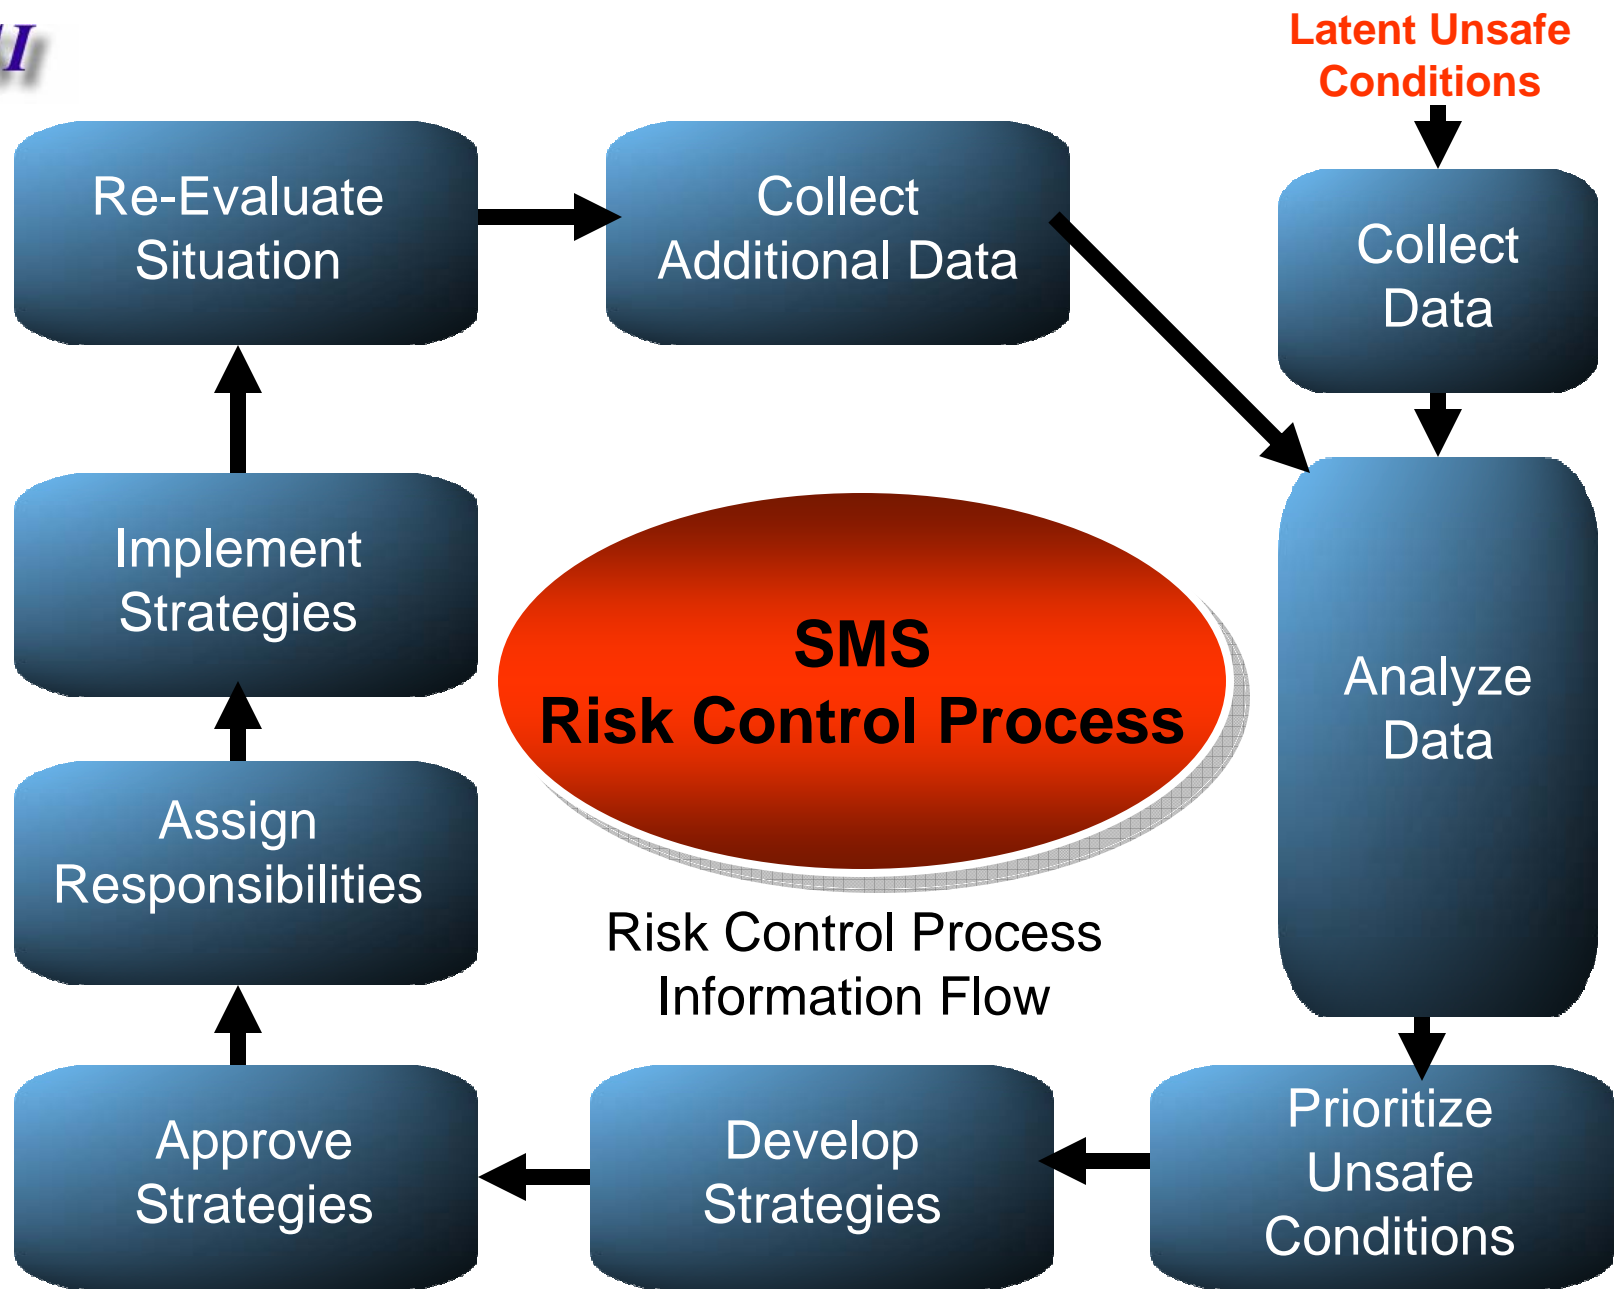 Latent Unsafe
Conditions
Re-Evaluate
Situation
Collect
Additional Data
Collect
Data
Implement
Strategies
SMS
Risk Control Process
Analyze
Data
Assign
Responsibilities
Risk Control Process
Information Flow
Approve
Strategies
Develop
Strategies
Prioritize
Unsafe
Conditions